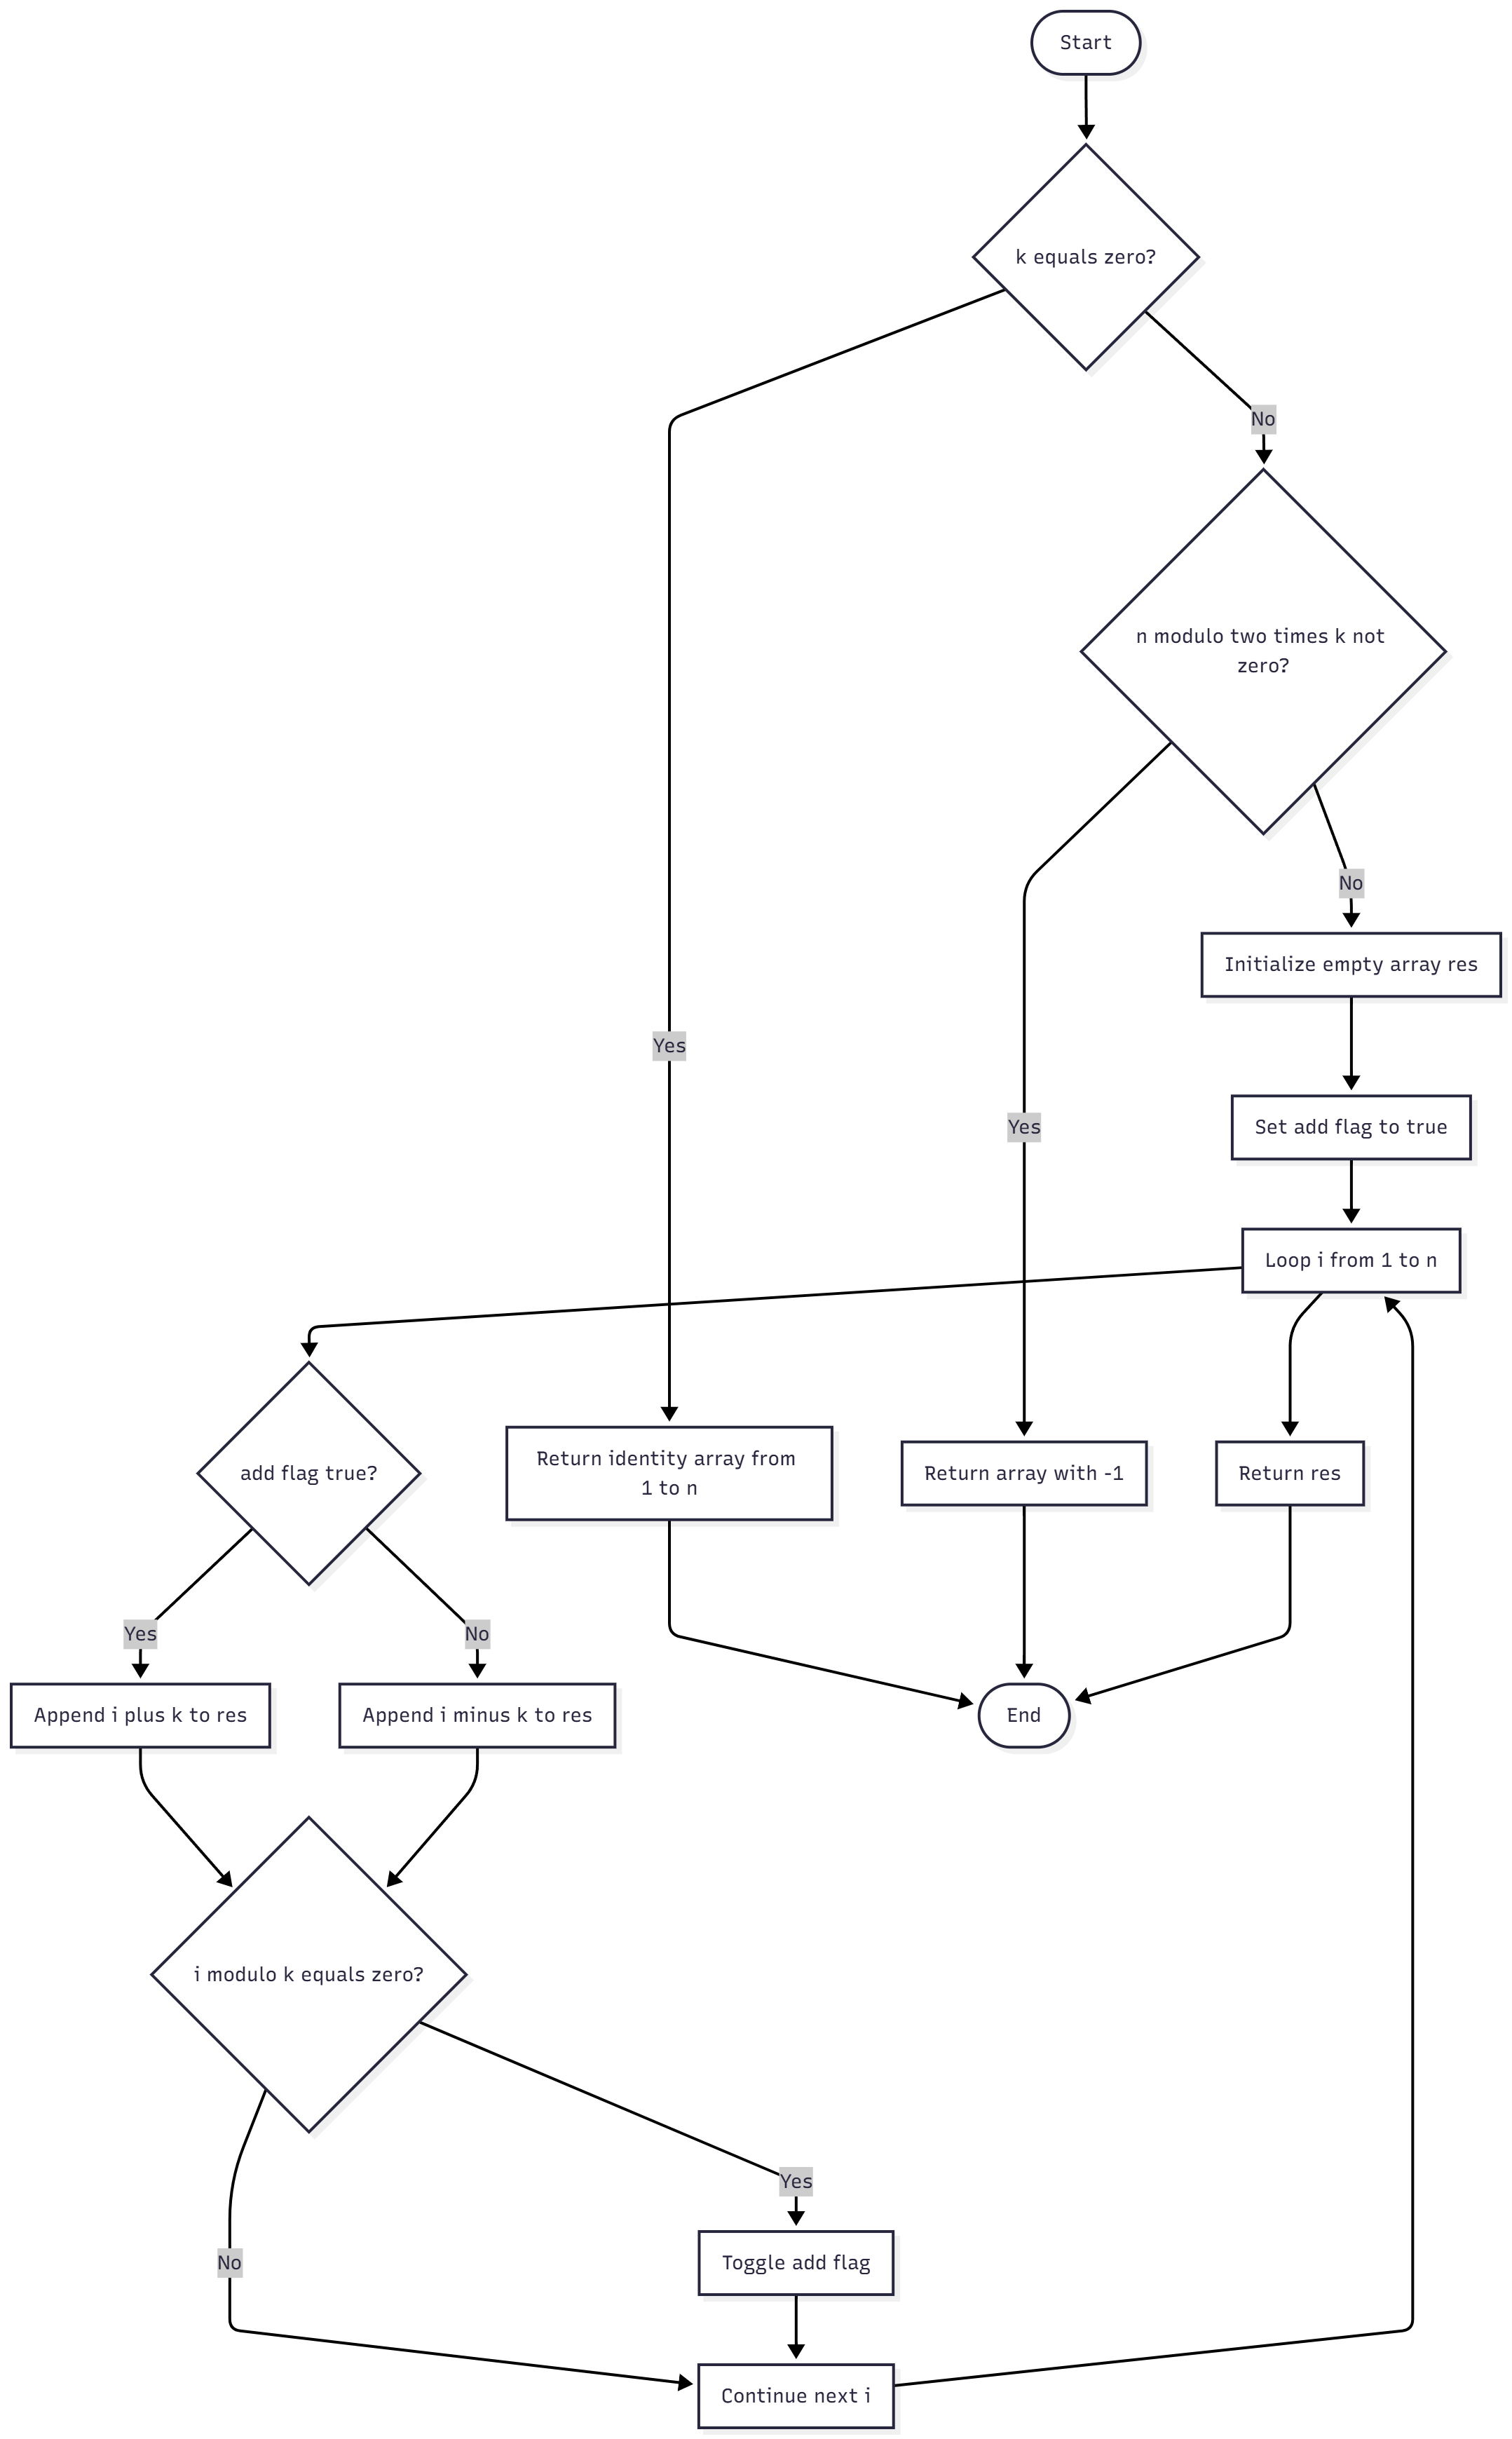 Start
k equals zero?
No
n modulo two times k not
zero?
No
Initialize empty array res
Yes
Yes
Set add flag to true
Loop i from 1 to n
add flag true?
Return identity array from
1 to n
Return array with -1
Return res
Yes
No
Append i plus k to res
Append i minus k to res
End
i modulo k equals zero?
Yes
No
Toggle add flag
Continue next i